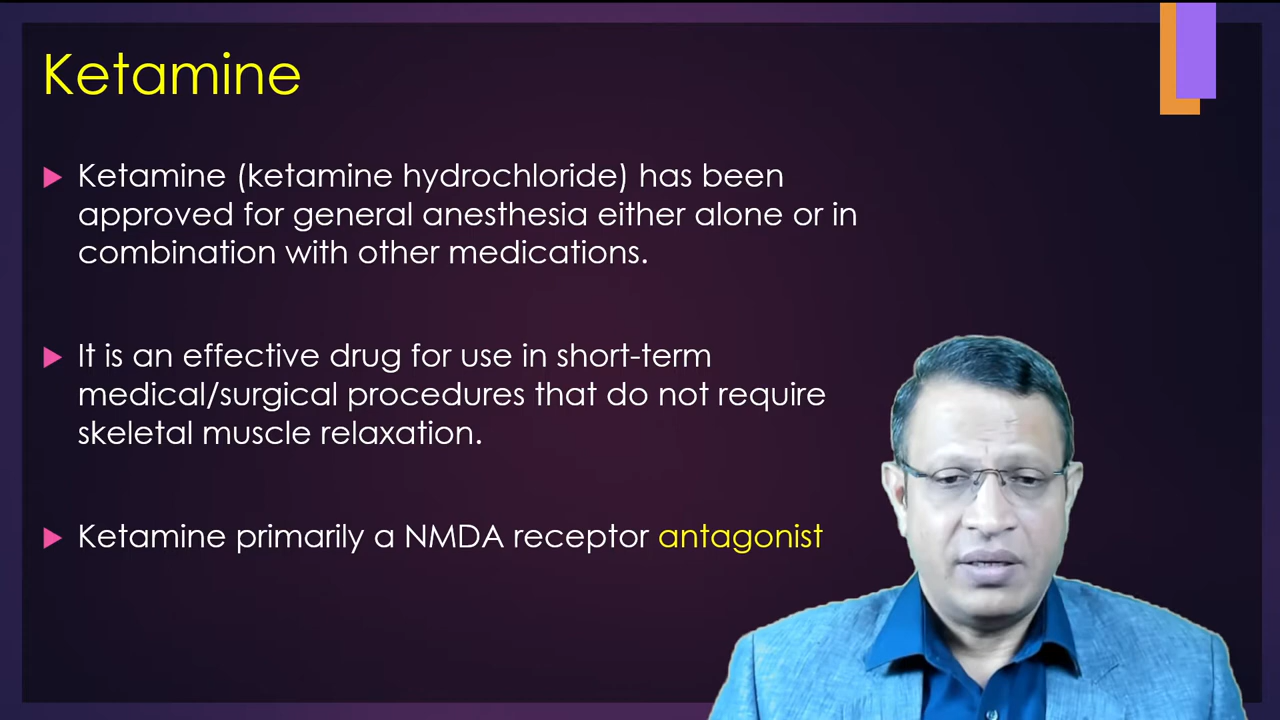 Ketamine
Ketamine (ketamine hydrochloride) has been
approved for general anesthesia either alone or in
combination with other medications.
It is an effective drug for use in short-term
medical/surgical procedures that do not require
skeletal muscle relaxation.
Ketamine primarily a NMDA receptor antagonist